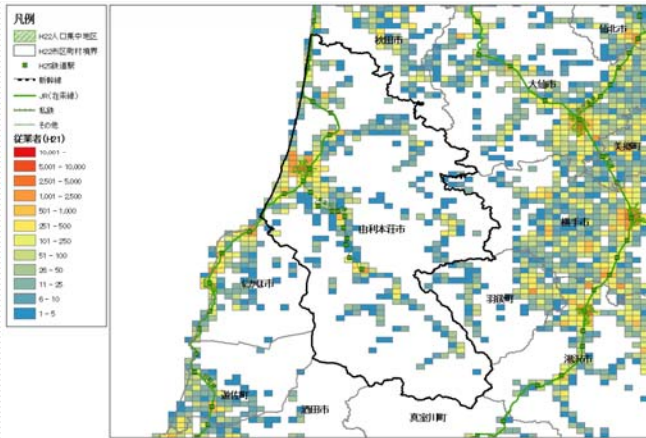 凡例
H22人口集中地区
H22市区町村境界
H25鉄道駅
新幹線
JR(在来線)
私鉄
その他
従業者(H21)
10,001 -
5,001 - 10,000
2,501 - 5,000
1,001 - 2,500
501 - 1,000
251 - 500
101 - 250
51 - 100
26 - 50
11 - 25
6 - 10
1 - 5
秋田市
仙北市
大仙市
美郷町
横手市
由利本荘市
にかほ市
羽後町
湯沢市
遊佐町
酒田市
真室川町